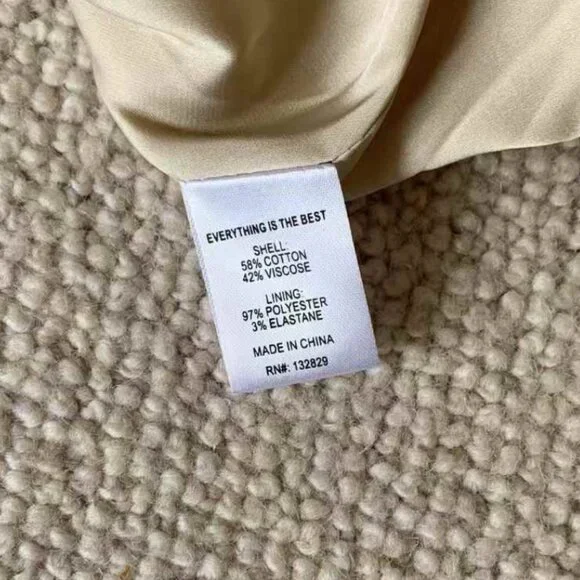 EVERYTHING IS THE BEST
SHELL:
58% COTTON
42% VISCOSE
LINING:
97% POLYESTER
3% ELASTANE
MADE IN CHINA
RN#: 132829